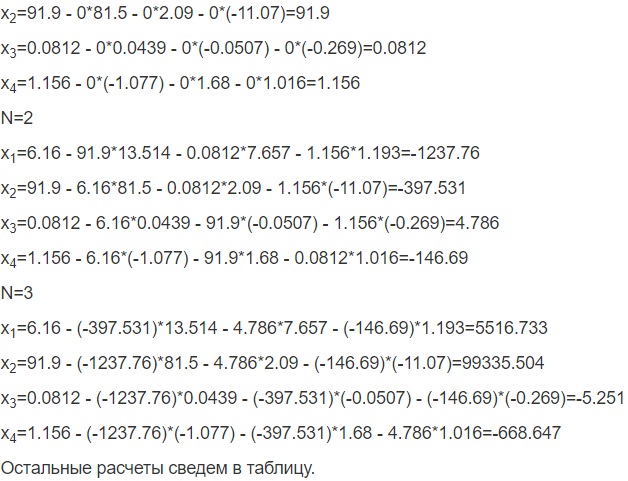 x₂=91.9 - 0*81.5 - 0*2.09 - 0*(-11.07)=91.9
x₃=0.0812 - 0*0.0439 - 0*(-0.0507) - 0*(-0.269)=0.0812
x₄=1.156 - 0*(-1.077) - 0*1.68 - 0*1.016=1.156
N=2
x₁=6.16 - 91.9*13.514 - 0.0812*7.657 - 1.156*1.193=-1237.76
x₂=91.9 - 6.16*81.5 - 0.0812*2.09 - 1.156*(-11.07)=-397.531
x₃=0.0812 - 6.16*0.0439 - 91.9*(-0.0507) - 1.156*(-0.269)=4.786
x₄=1.156 - 6.16*(-1.077) - 91.9*1.68 - 0.0812*1.016=-146.69
N=3
x₁=6.16 - (-397.531)*13.514 - 4.786*7.657 - (-146.69)*1.193=5516.733
x₂=91.9 - (-1237.76)*81.5 - 4.786*2.09 - (-146.69)*(-11.07)=99335.504
x₃=0.0812 - (-1237.76)*0.0439 - (-397.531)*(-0.0507) - (-146.69)*(-0.269)=-5.251
x₄=1.156 - (-1237.76)*(-1.077) - (-397.531)*1.68 - 4.786*1.016=-668.647
Остальные расчеты сведем в таблицу.